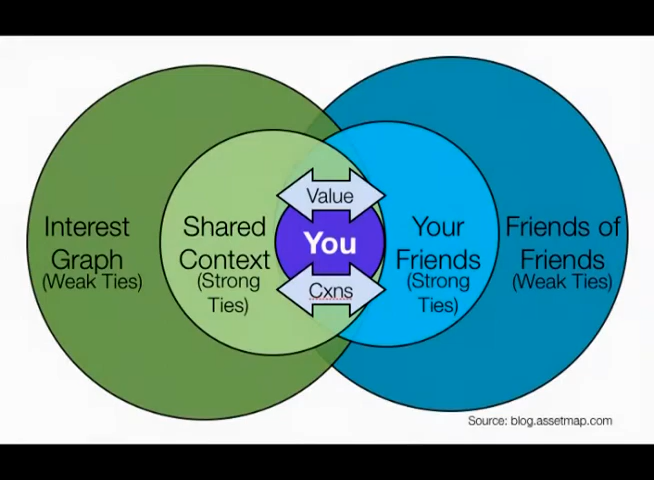 Value
Interest
Graph
(Weak Ties)
Shared
Context
(Strong
Ties)
You
Your
Friends
(Strong
Ties)
Friends of
Friends
(Weak Ties)
Cxns
Source: blog.assetmap.com